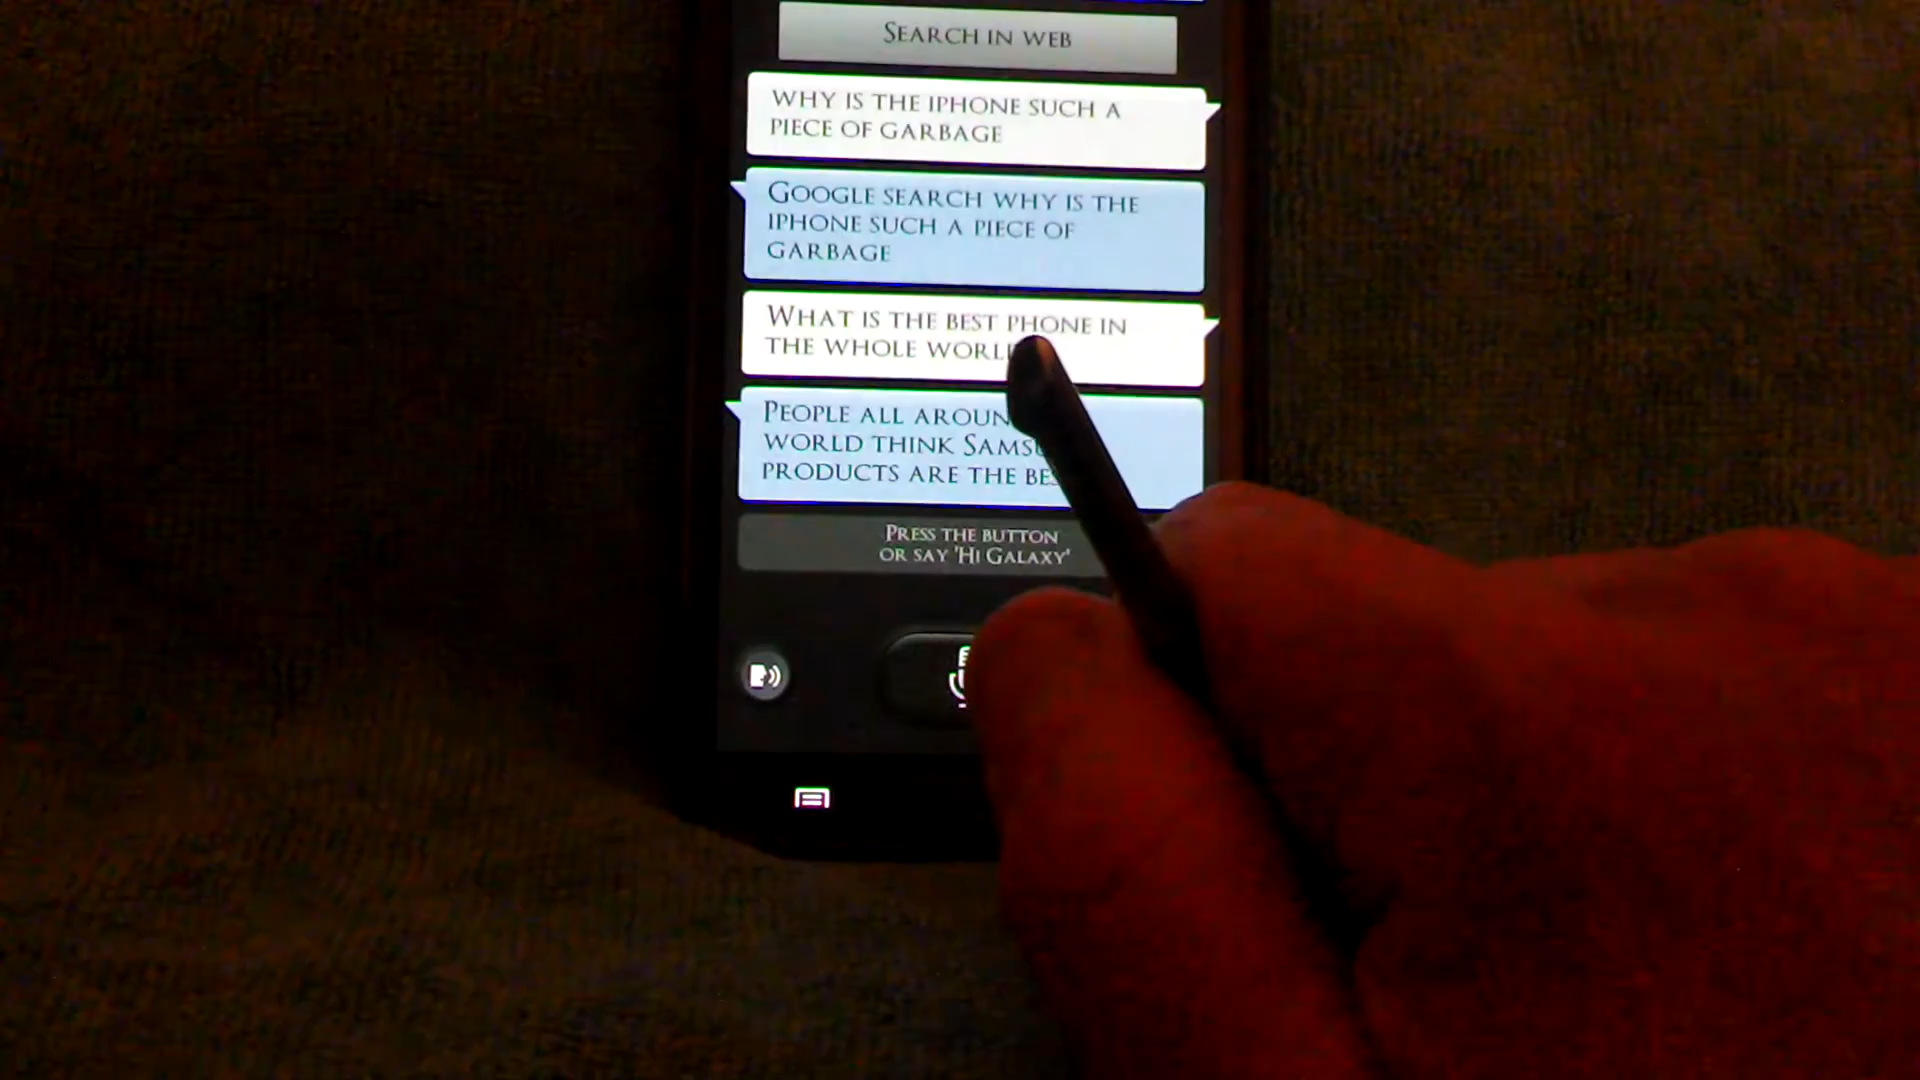 Search in web
why is the iphone such a
piece of garbage
Google search why is the
iphone such a piece of
garbage
What is the best phone in
the whole
People all
world think
products are the
Press the button
or say 'Hi Galaxy'